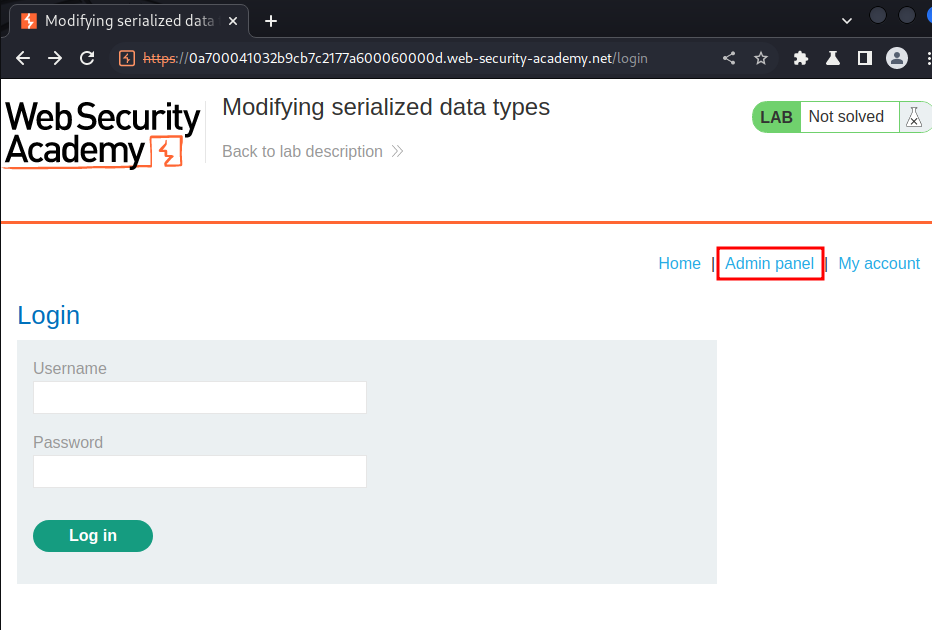 Modifying serialized data
https://0a700041032b9cb7c2177a600060000d.web-security-academy.net/login
Web Security
Academy
Modifying serialized data types
Back to lab description
LAB Not solved
Home | Admin panel | My account
Login
Username
Password
Log in